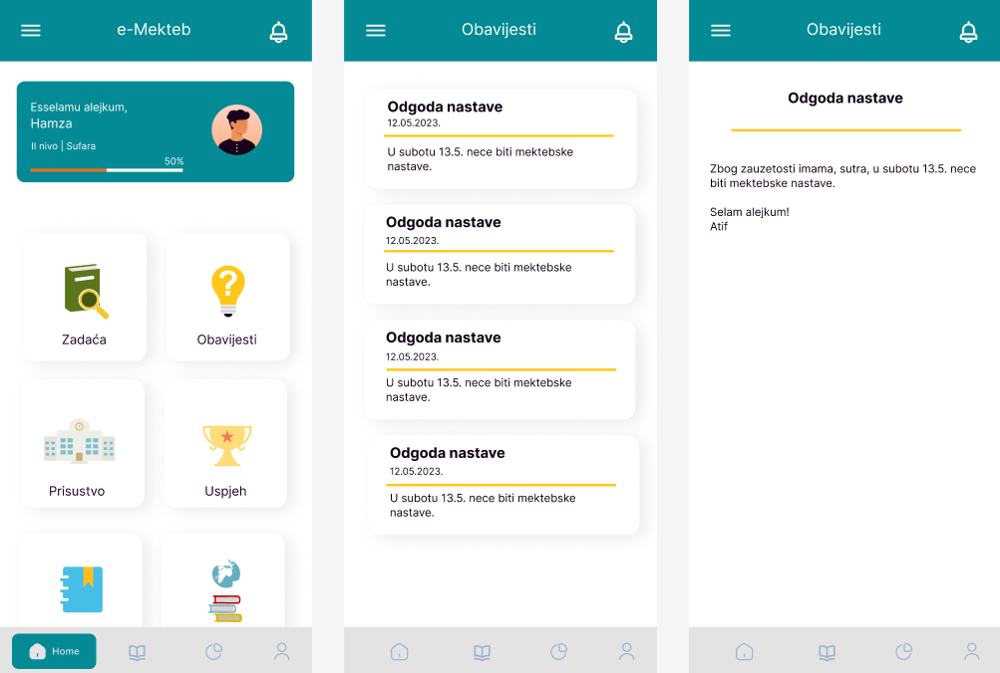 e-Mekteb
Esselamu alejkum,
Hamza
II nivo | Sufara
50%
Zadaća
Obavijesti
Prisustvo
Uspjeh
Home
Obavijesti
Odgoda nastave
12.05.2023.
U subotu 13.5. nece biti mektebske
nastave.
Odgoda nastave
12.05.2023.
U subotu 13.5. nece biti mektebske
nastave.
Odgoda nastave
12.05.2023.
U subotu 13.5. nece biti mektebske
nastave.
Odgoda nastave
12.05.2023.
U subotu 13.5. nece biti mektebske
nastave.
Obavijesti
Odgoda nastave
Zbog zauzetosti imama, sutra, u subotu 13.5. nece
biti mektebske nastave.
Selam alejkum!
Atif